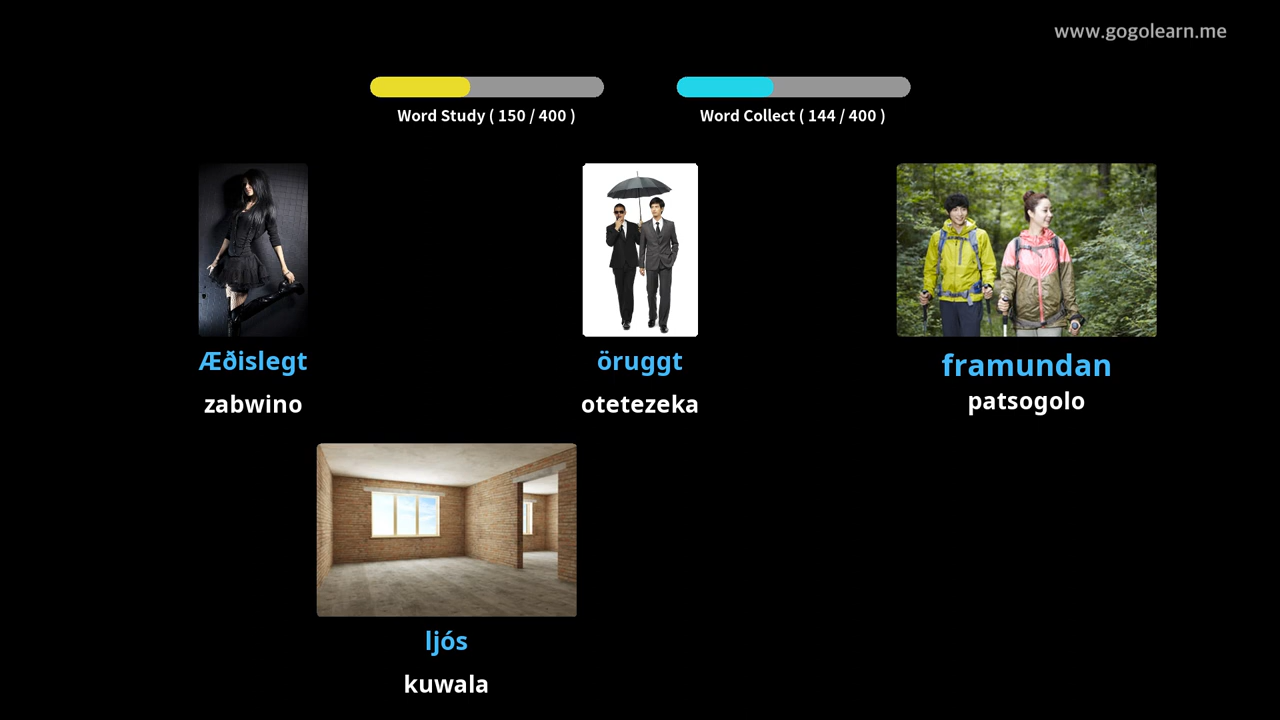 www.gogolearn.me
Word Study ( 150 / 400 )
Word Collect ( 144 / 400 )
Æðislegt
zabwino
öruggt
otetezeka
framundan
patsogolo
ljós
kuwala